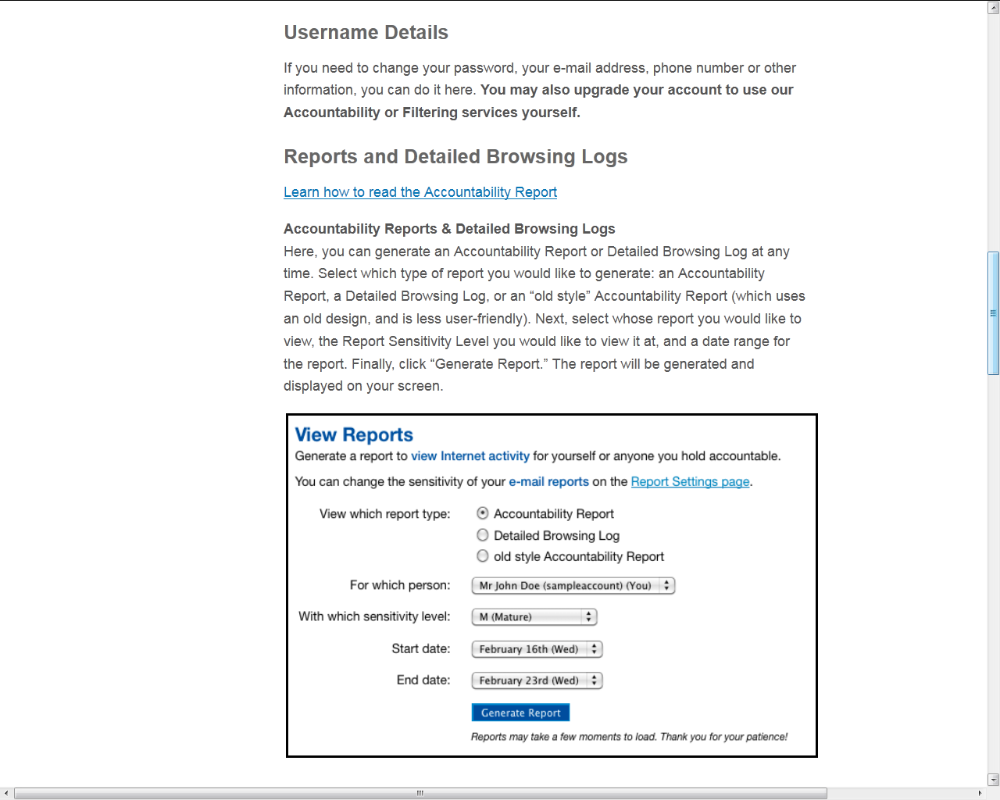 Username Details
If you need to change your password, your e-mail address, phone number or other
information, you can do it here. You may also upgrade your account to use our
Accountability or Filtering services yourself.
Reports and Detailed Browsing Logs
Learn how to read the Accountability Report
Accountability Reports & Detailed Browsing Logs
Here, you can generate an Accountability Report or Detailed Browsing Log at any
time. Select which type of report you would like to generate: an Accountability
Report, a Detailed Browsing Log, or an “old style” Accountability Report (which uses
an old design, and is less user-friendly). Next, select whose report you would like to
view, the Report Sensitivity Level you would like to view it at, and a date range for
the report. Finally, click “Generate Report.” The report will be generated and
displayed on your screen.
View Reports
Generate a report to view Internet activity for yourself or anyone you hold accountable.
You can change the sensitivity of your e-mail reports on the Report Settings page.
View which report type: Accountability Report
Detailed Browsing Log
old style Accountability Report
For which person: Mr John Doe (sampleaccount) (You)
With which sensitivity level: M (Mature)
Start date: February 16th (Wed)
End date: February 23rd (Wed)
Generate Report
Reports may take a few moments to load. Thank you for your patience!